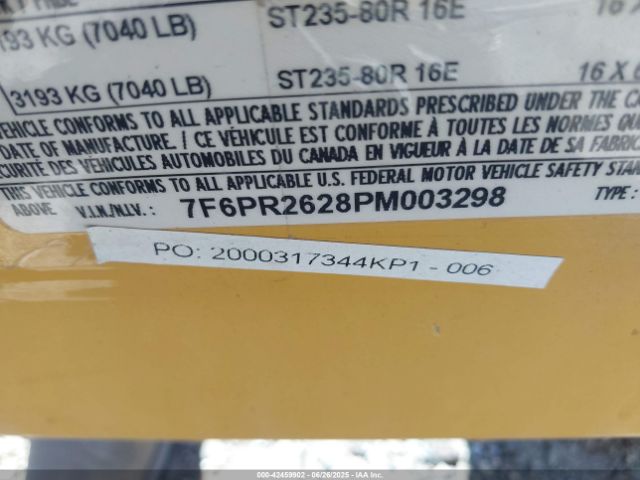 193 KG (7040 LB) ST235-80R 16E 16 X
3193 KG (7040 LB) ST235-80R 16E 16 X 6
VEHICLE CONFORMS TO ALL APPLICABLE STANDARDS PRESCRIBED UNDER THE
DATE OF MANUFACTURE. / CE VÉHICULE EST CONFORME À TOUTES LES NORMES
SÉCURITÉ DES VÉHICULES AUTOMOBILES DU CANADA EN VIGUEUR À LA DATE DE SA
THIS VEHICLE CONFORMS TO ALL APPLICABLE U.S. FEDERAL MOTOR VEHICLE SAFETY
ABOVE V.I.N./N.I.V.: 7F6PR2628PM003298 TYPE:
PO: 2000317344KP1 - 006
000-42459902 06/26/2025 IAA Inc.